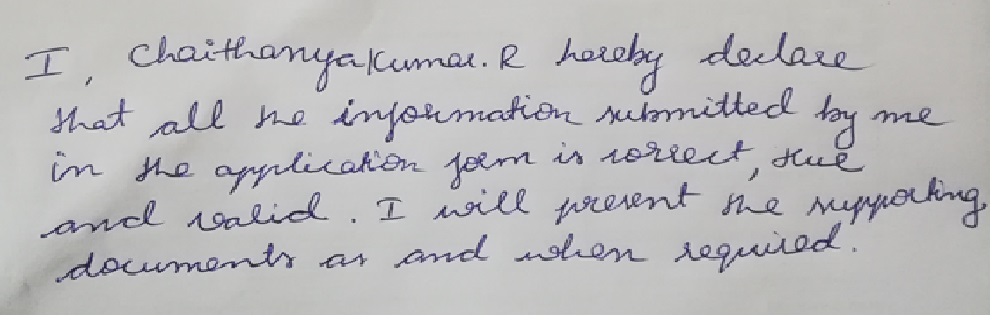 I, Chaithanyakumar. R hereby declare
that all the information submitted by me
in the application form is correct, true
and valid. I will present the supporting
documents as and when required.